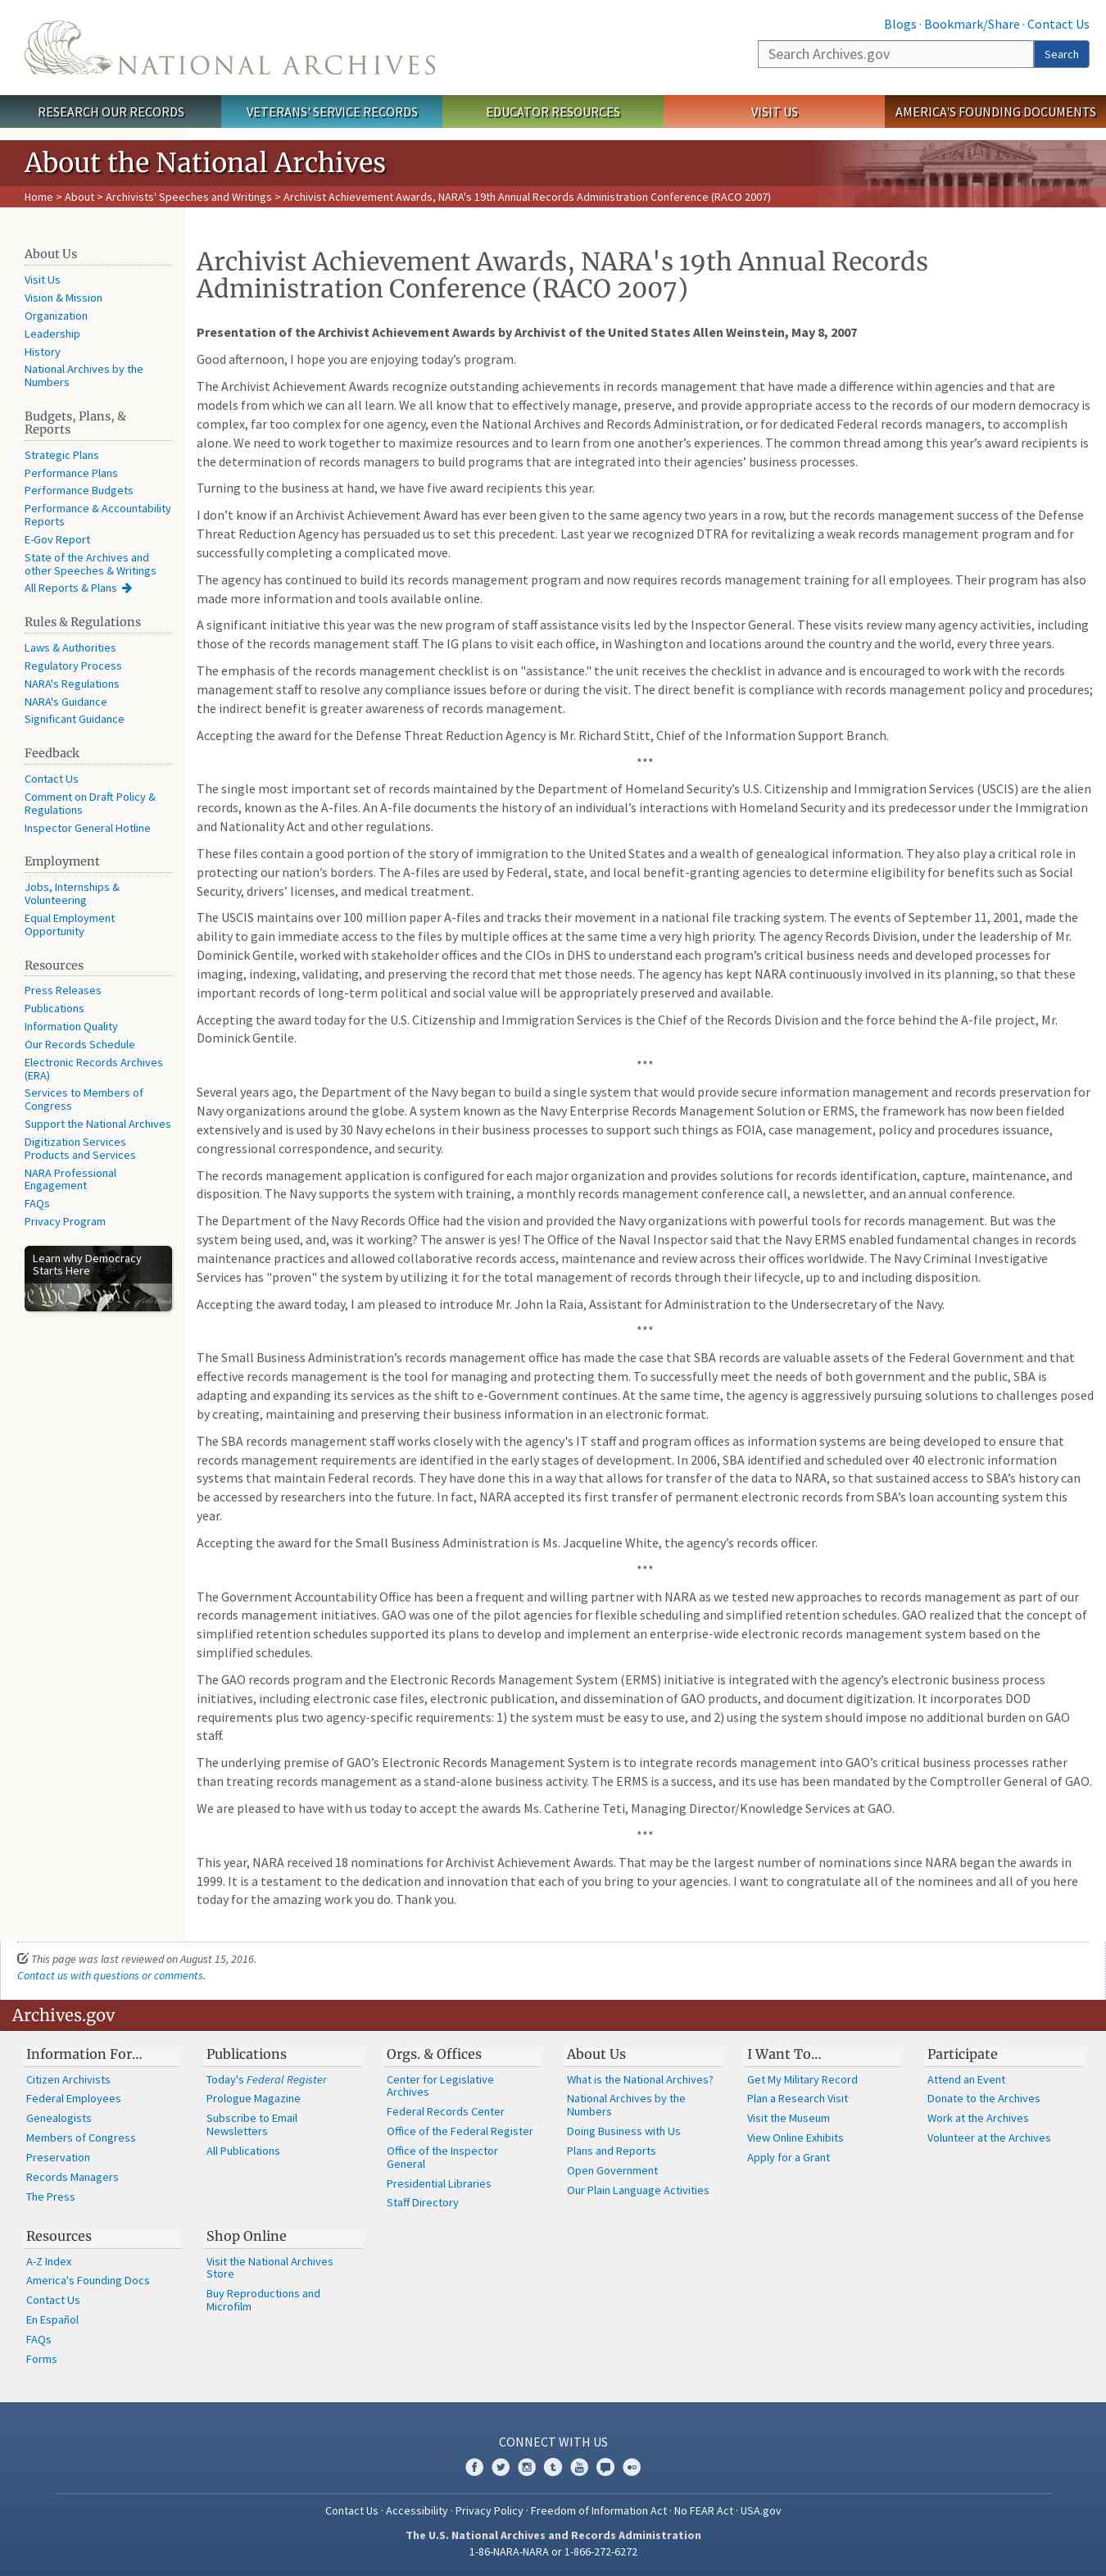 Blogs · Bookmark/Share · Contact Us
NATIONAL ARCHIVES
Search Archives.gov
Search
RESEARCH OUR RECORDS
VETERANS' SERVICE RECORDS
EDUCATOR RESOURCES
VISIT US
AMERICA'S FOUNDING DOCUMENTS
About the National Archives
Home > About > Archivists' Speeches and Writings > Archivist Achievement Awards, NARA's 19th Annual Records Administration Conference (RACO 2007)
About Us
Visit Us
Vision & Mission
Organization
Leadership
History
National Archives by the
Numbers
Budgets, Plans, &
Reports
Strategic Plans
Performance Plans
Performance Budgets
Performance & Accountability
Reports
E-Gov Report
State of the Archives and
other Speeches & Writings
All Reports & Plans
Rules & Regulations
Laws & Authorities
Regulatory Process
NARA's Regulations
NARA's Guidance
Significant Guidance
Feedback
Contact Us
Comment on Draft Policy &
Regulations
Inspector General Hotline
Employment
Jobs, Internships &
Volunteering
Equal Employment
Opportunity
Resources
Press Releases
Publications
Information Quality
Our Records Schedule
Electronic Records Archives
(ERA)
Services to Members of
Congress
Support the National Archives
Digitization Services
Products and Services
NARA Professional
Engagement
FAQs
Privacy Program
Learn why Democracy
Starts Here
Archivist Achievement Awards, NARA's 19th Annual Records
Administration Conference (RACO 2007)
Presentation of the Archivist Achievement Awards by Archivist of the United States Allen Weinstein, May 8, 2007
Good afternoon, I hope you are enjoying today’s program.
The Archivist Achievement Awards recognize outstanding achievements in records management that have made a difference within agencies and that are
models from which we can all learn. We all know that to effectively manage, preserve, and provide appropriate access to the records of our modern democracy is
complex, far too complex for one agency, even the National Archives and Records Administration, or for dedicated Federal records managers, to accomplish
alone. We need to work together to maximize resources and to learn from one another’s experiences. The common thread among this year’s award recipients is
the determination of records managers to build programs that are integrated into their agencies’ business processes.
Turning to the business at hand, we have five award recipients this year.
I don’t know if an Archivist Achievement Award has ever been given to the same agency two years in a row, but the records management success of the Defense
Threat Reduction Agency has persuaded us to set this precedent. Last year we recognized DTRA for revitalizing a weak records management program and for
successfully completing a complicated move.
The agency has continued to build its records management program and now requires records management training for all employees. Their program has also
made more information and tools available online.
A significant initiative this year was the new program of staff assistance visits led by the Inspector General. These visits review many agency activities, including
those of the records management staff. The IG plans to visit each office, in Washington and locations around the country and the world, every three years.
The emphasis of the records management checklist is on "assistance." the unit receives the checklist in advance and is encouraged to work with the records
management staff to resolve any compliance issues before or during the visit. The direct benefit is compliance with records management policy and procedures;
the indirect benefit is greater awareness of records management.
Accepting the award for the Defense Threat Reduction Agency is Mr. Richard Stitt, Chief of the Information Support Branch.
***
The single most important set of records maintained by the Department of Homeland Security’s U.S. Citizenship and Immigration Services (USCIS) are the alien
records, known as the A-files. An A-file documents the history of an individual’s interactions with Homeland Security and its predecessor under the Immigration
and Nationality Act and other regulations.
These files contain a good portion of the story of immigration to the United States and a wealth of genealogical information. They also play a critical role in
protecting our nation’s borders. The A-files are used by Federal, state, and local benefit-granting agencies to determine eligibility for benefits such as Social
Security, drivers’ licenses, and medical treatment.
The USCIS maintains over 100 million paper A-files and tracks their movement in a national file tracking system. The events of September 11, 2001, made the
ability to gain immediate access to the files by multiple offices at the same time a very high priority. The agency Records Division, under the leadership of Mr.
Dominick Gentile, worked with stakeholder offices and the CIOs in DHS to understand each program’s critical business needs and developed processes for
imaging, indexing, validating, and preserving the record that met those needs. The agency has kept NARA continuously involved in its planning, so that these
important records of long-term political and social value will be appropriately preserved and available.
Accepting the award today for the U.S. Citizenship and Immigration Services is the Chief of the Records Division and the force behind the A-file project, Mr.
Dominick Gentile.
***
Several years ago, the Department of the Navy began to build a single system that would provide secure information management and records preservation for
Navy organizations around the globe. A system known as the Navy Enterprise Records Management Solution or ERMS, the framework has now been fielded
extensively and is used by 30 Navy echelons in their business processes to support such things as FOIA, case management, policy and procedures issuance,
congressional correspondence, and security.
The records management application is configured for each major organization and provides solutions for records identification, capture, maintenance, and
disposition. The Navy supports the system with training, a monthly records management conference call, a newsletter, and an annual conference.
The Department of the Navy Records Office had the vision and provided the Navy organizations with powerful tools for records management. But was the
system being used, and, was it working? The answer is yes! The Office of the Naval Inspector said that the Navy ERMS enabled fundamental changes in records
maintenance practices and allowed collaborative records access, maintenance and review across their offices worldwide. The Navy Criminal Investigative
Services has "proven" the system by utilizing it for the total management of records through their lifecycle, up to and including disposition.
Accepting the award today, I am pleased to introduce Mr. John la Raia, Assistant for Administration to the Undersecretary of the Navy.
***
The Small Business Administration’s records management office has made the case that SBA records are valuable assets of the Federal Government and that
effective records management is the tool for managing and protecting them. To successfully meet the needs of both government and the public, SBA is
adapting and expanding its services as the shift to e-Government continues. At the same time, the agency is aggressively pursuing solutions to challenges posed
by creating, maintaining and preserving their business information in an electronic format.
The SBA records management staff works closely with the agency's IT staff and program offices as information systems are being developed to ensure that
records management requirements are identified in the early stages of development. In 2006, SBA identified and scheduled over 40 electronic information
systems that maintain Federal records. They have done this in a way that allows for transfer of the data to NARA, so that sustained access to SBA’s history can
be accessed by researchers into the future. In fact, NARA accepted its first transfer of permanent electronic records from SBA’s loan accounting system this
year.
Accepting the award for the Small Business Administration is Ms. Jacqueline White, the agency’s records officer.
***
The Government Accountability Office has been a frequent and willing partner with NARA as we tested new approaches to records management as part of our
records management initiatives. GAO was one of the pilot agencies for flexible scheduling and simplified retention schedules. GAO realized that the concept of
simplified retention schedules supported its plans to develop and implement an enterprise-wide electronic records management system based on the
simplified schedules.
The GAO records program and the Electronic Records Management System (ERMS) initiative is integrated with the agency’s electronic business process
initiatives, including electronic case files, electronic publication, and dissemination of GAO products, and document digitization. It incorporates DOD
requirements plus two agency-specific requirements: 1) the system must be easy to use, and 2) using the system should impose no additional burden on GAO
staff.
The underlying premise of GAO’s Electronic Records Management System is to integrate records management into GAO’s critical business processes rather
than treating records management as a stand-alone business activity. The ERMS is a success, and its use has been mandated by the Comptroller General of GAO.
We are pleased to have with us today to accept the awards Ms. Catherine Teti, Managing Director/Knowledge Services at GAO.
***
This year, NARA received 18 nominations for Archivist Achievement Awards. That may be the largest number of nominations since NARA began the awards in
1999. It is a testament to the dedication and innovation that each of you bring to your agencies. I want to congratulate all of the nominees and all of you here
today for the amazing work you do. Thank you.
This page was last reviewed on August 15, 2016.
Contact us with questions or comments.
Archives.gov
Information For…
Citizen Archivists
Federal Employees
Genealogists
Members of Congress
Preservation
Records Managers
The Press
Publications
Today's Federal Register
Prologue Magazine
Subscribe to Email
Newsletters
All Publications
Orgs. & Offices
Center for Legislative
Archives
Federal Records Center
Office of the Federal Register
Office of the Inspector
General
Presidential Libraries
Staff Directory
About Us
What is the National Archives?
National Archives by the
Numbers
Doing Business with Us
Plans and Reports
Open Government
Our Plain Language Activities
I Want To…
Get My Military Record
Plan a Research Visit
Visit the Museum
View Online Exhibits
Apply for a Grant
Participate
Attend an Event
Donate to the Archives
Work at the Archives
Volunteer at the Archives
Resources
A-Z Index
America's Founding Docs
Contact Us
En Español
FAQs
Forms
Shop Online
Visit the National Archives
Store
Buy Reproductions and
Microfilm
CONNECT WITH US
Contact Us · Accessibility · Privacy Policy · Freedom of Information Act · No FEAR Act · USA.gov
The U.S. National Archives and Records Administration
1-86-NARA-NARA or 1-866-272-6272